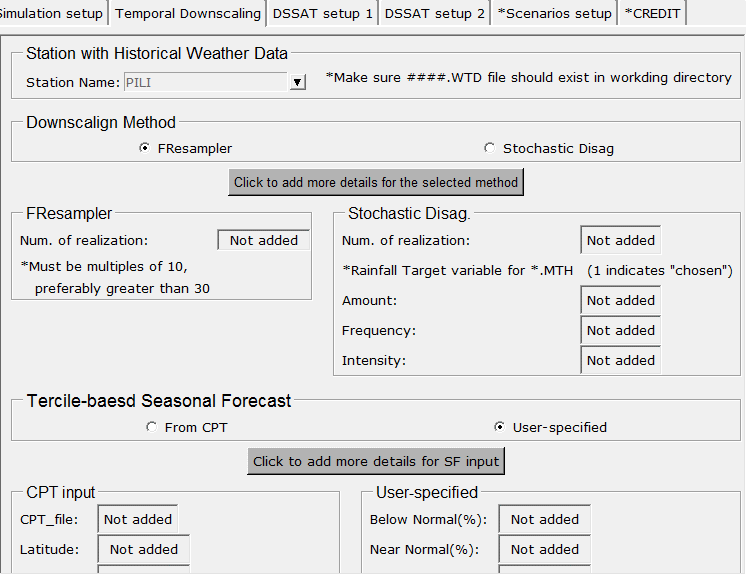 Simulation setup Temporal Downscaling DSSAT setup 1 DSSAT setup 2 *Scenarios setup *CREDIT
Station with Historical Weather Data
Station Name: PILI *Make sure ####.WTD file should exist in workding directory
Downscalign Method
FResampler Stochastic Disag
Click to add more details for the selected method
FResampler
Num. of realization: Not added
*Must be multiples of 10,
preferably greater than 30
Stochastic Disag.
Num. of realization: Not added
*Rainfall Target variable for *.MTH (1 indicates "chosen")
Amount: Not added
Frequency: Not added
Intensity: Not added
Tercile-baesd Seasonal Forecast
From CPT User-specified
Click to add more details for SF input
CPT input
CPT_file: Not added
Latitude: Not added
User-specified
Below Normal(%): Not added
Near Normal(%): Not added